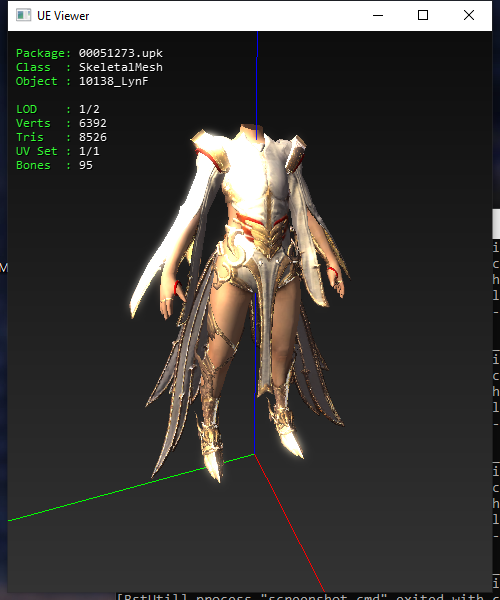 UE Viewer
Package: 00051273.upk
Class : SkeletalMesh
Object : 10138_LynF
LOD : 1/2
Verts : 6392
Tris : 8526
UV Set : 1/1
Bones : 95
M
i
c
h
l
-
i
c
h
l
-
i
c
h
l
-
i
[BstUtil] process "screenshot.cmd" exited with c